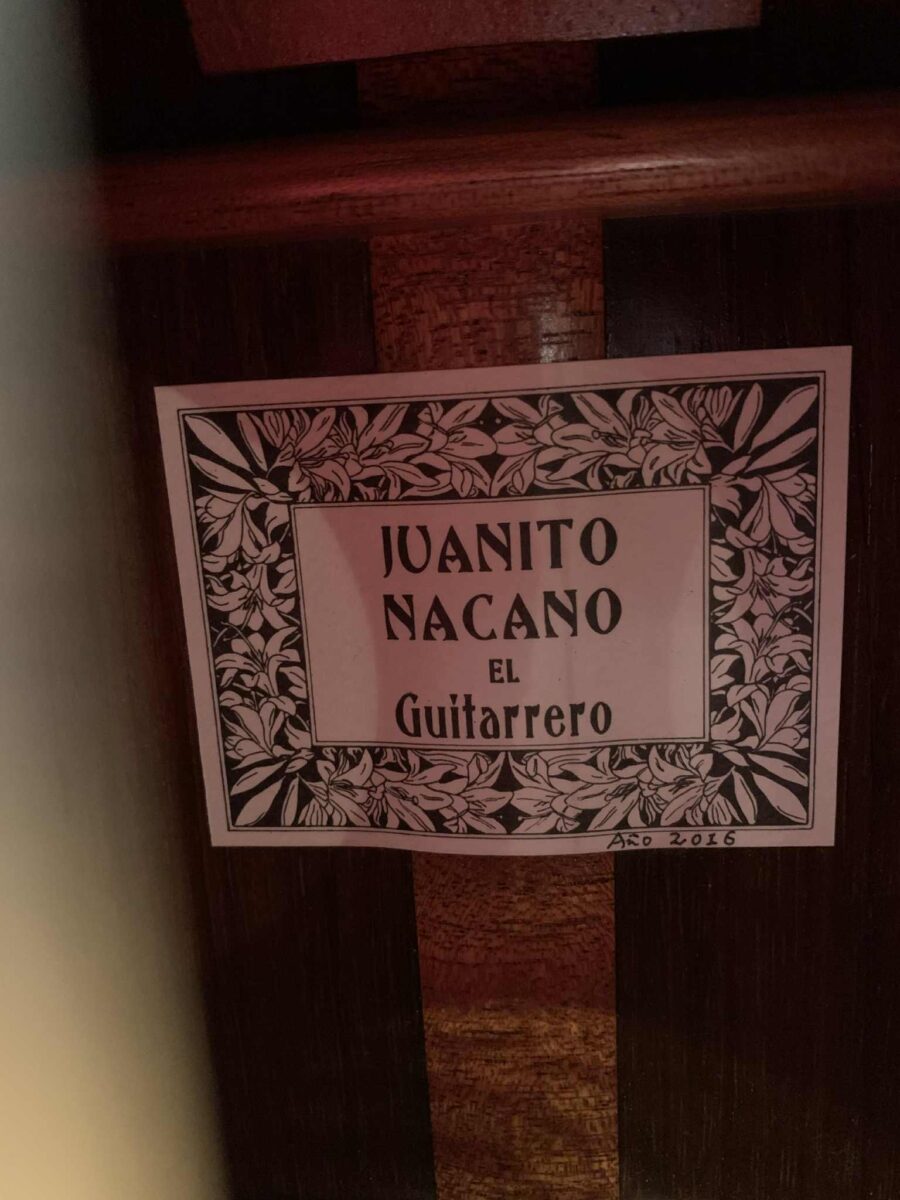 JUANITO
NACANO
EL
Guitarrero
Año 2016